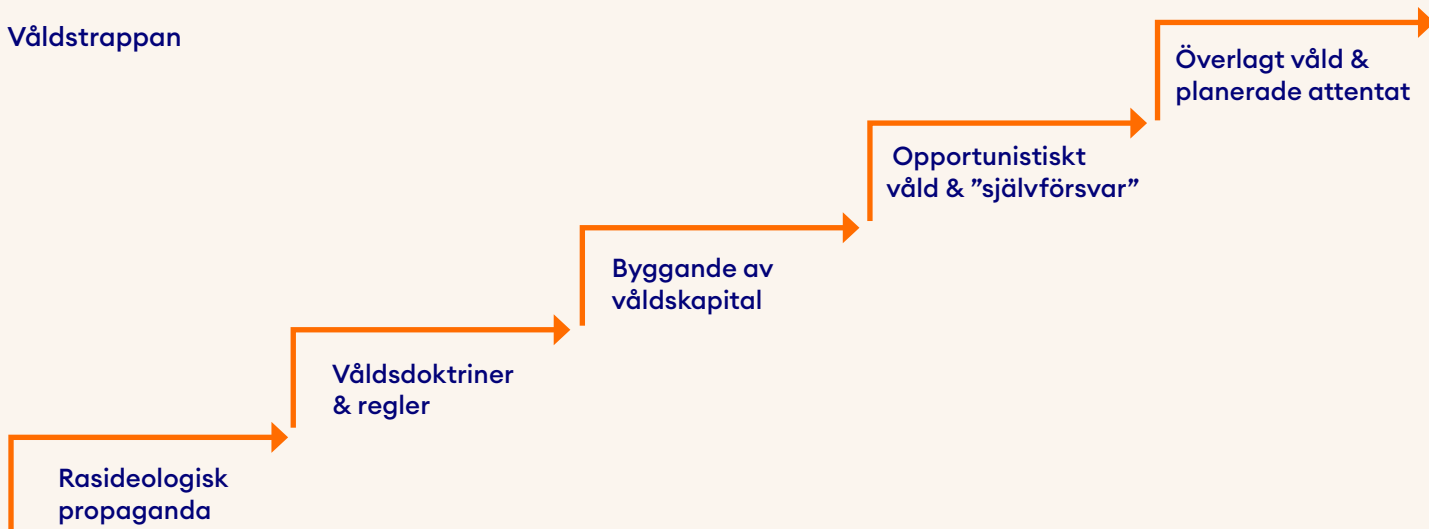 Våldstrappan
Överlagt våld &
planerade attentat
Opportunistiskt
våld & ”självförsvar”
Byggande av
våldskapital
Våldsdoktriner
& regler
Rasideologisk
propaganda